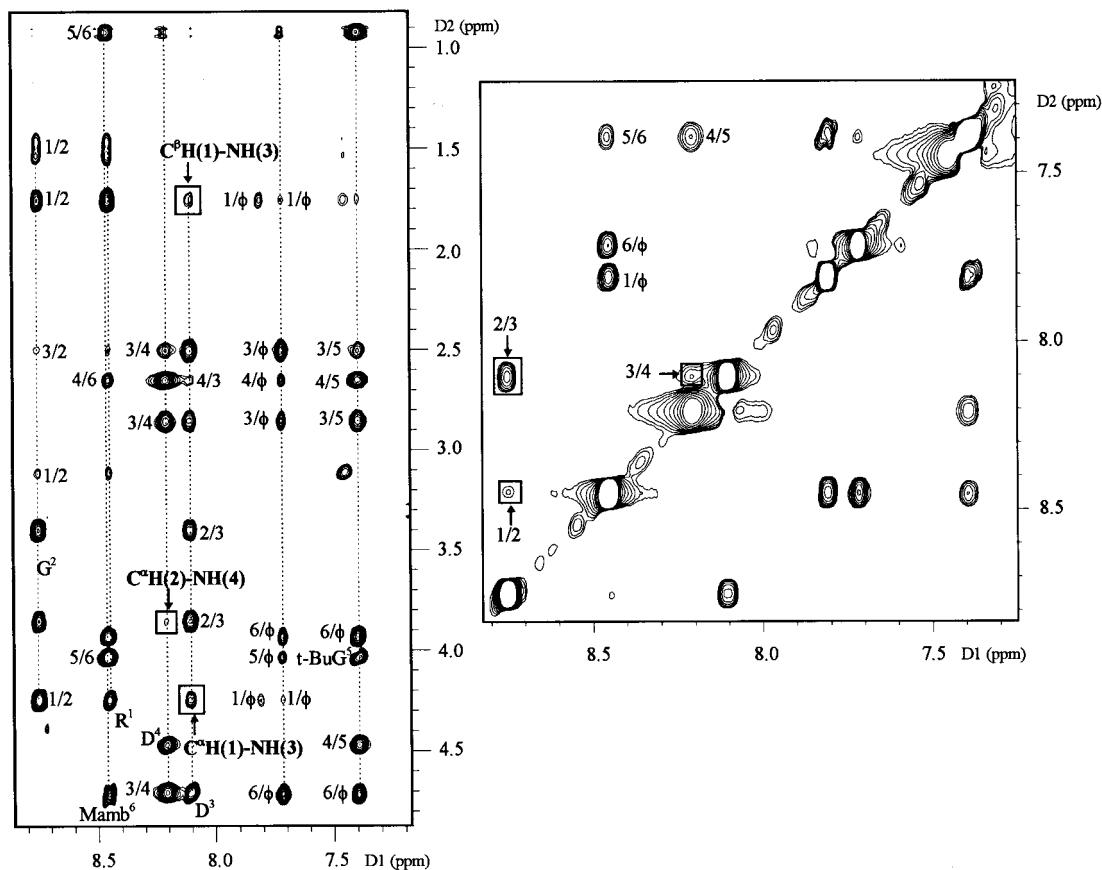 D2 (ppm)
5/6
1.0
1/2
CᵝH(1)-NH(3)
1.5
1/2
1/ϕ
1/ϕ
2.0
3/2
3/4
3/ϕ
3/5
2.5
4/6
4/3
4/ϕ
4/5
3/4
3/ϕ
3/5
3.0
1/2
2/3
3.5
G²
CᵅH(2)-NH(4)
2/3
6/ϕ
6/ϕ
4.0
5/6
5/ϕ
t-BuG⁵
1/2
R¹
1/ϕ
1/ϕ
D⁴
CᵅH(1)-NH(3)
4/5
4.5
3/4
6/ϕ
6/ϕ
Mamb⁶
D³
8.5
8.0
7.5
D1 (ppm)
D2 (ppm)
5/6
4/5
7.5
6/ϕ
1/ϕ
2/3
3/4
8.0
1/2
8.5
8.5
8.0
7.5
D1 (ppm)